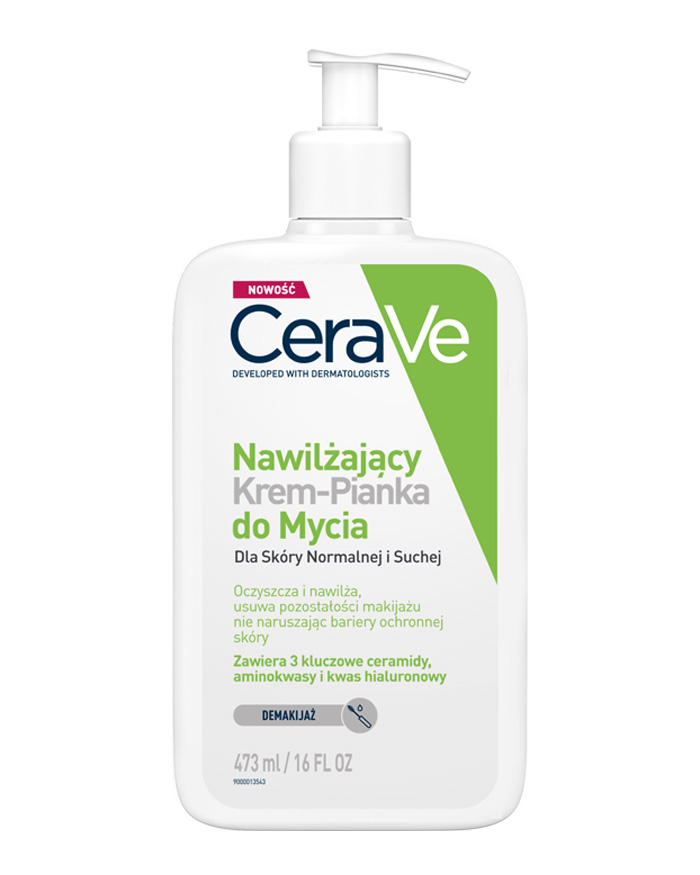 NOWOŚĆ
CeraVe
DEVELOPED WITH DERMATOLOGISTS
Nawilżający
Krem-Pianka
do Mycia
Dla Skóry Normalnej i Suchej
Oczyszcza i nawilża,
usuwa pozostałości makijażu
nie naruszając bariery ochronnej
skóry
Zawiera 3 kluczowe ceramidy,
aminokwasy i kwas hialuronowy
DEMAKIJAŻ
473 ml / 16 FL OZ
9000013543